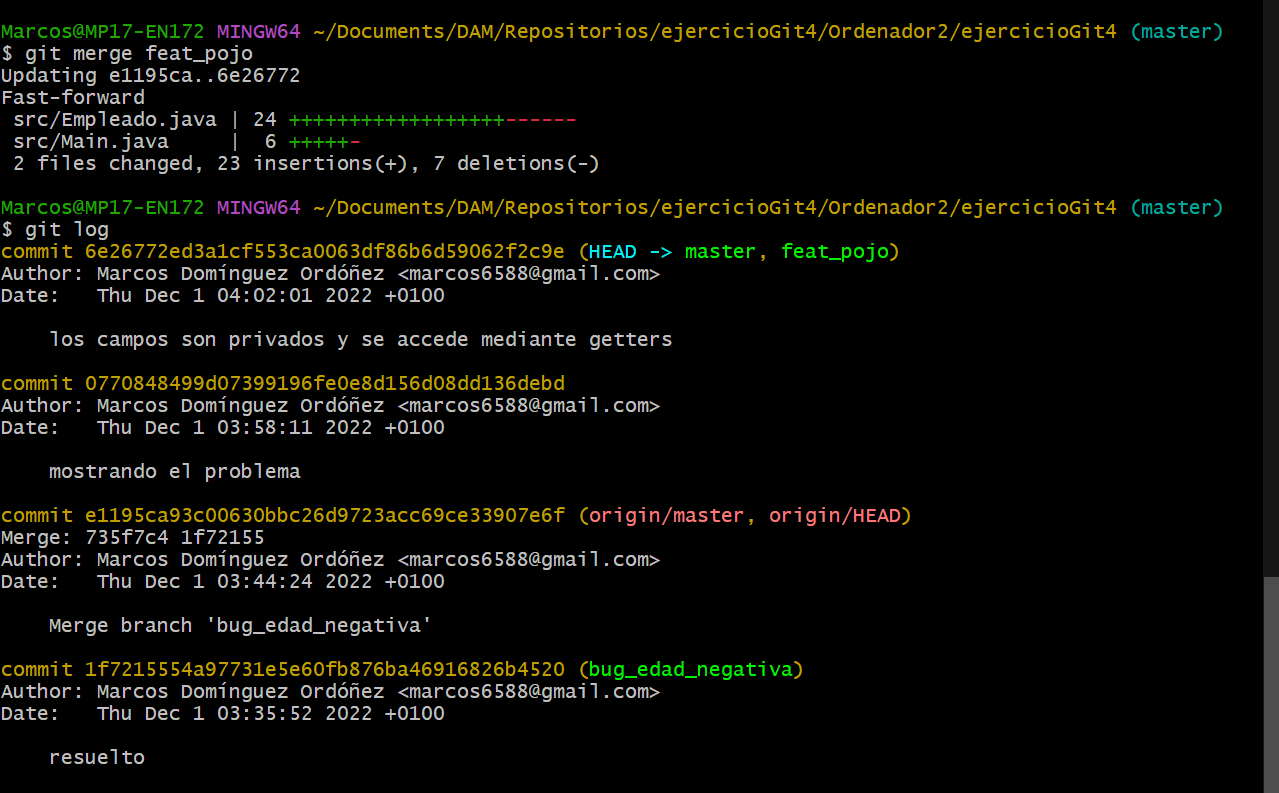 Marcos@MP17-EN172 MINGW64 ~/Documents/DAM/Repositorios/ejercicioGit4/Ordenador2/ejercicioGit4 (master)
$ git merge feat_pojo
Updating e1195ca..6e26772
Fast-forward
 src/Empleado.java | 24 ++++++++++++++++++------
 src/Main.java     |  6 +++++-
 2 files changed, 23 insertions(+), 7 deletions(-)

Marcos@MP17-EN172 MINGW64 ~/Documents/DAM/Repositorios/ejercicioGit4/Ordenador2/ejercicioGit4 (master)
$ git log
commit 6e26772ed3a1cf553ca0063df86b6d59062f2c9e (HEAD -> master, feat_pojo)
Author: Marcos Domínguez Ordóñez <marcos6588@gmail.com>
Date:   Thu Dec 1 04:02:01 2022 +0100

    los campos son privados y se accede mediante getters

commit 0770848499d07399196fe0e8d156d08dd136debd
Author: Marcos Domínguez Ordóñez <marcos6588@gmail.com>
Date:   Thu Dec 1 03:58:11 2022 +0100

    mostrando el problema

commit e1195ca93c00630bbc26d9723acc69ce33907e6f (origin/master, origin/HEAD)
Merge: 735f7c4 1f72155
Author: Marcos Domínguez Ordóñez <marcos6588@gmail.com>
Date:   Thu Dec 1 03:44:24 2022 +0100

    Merge branch 'bug_edad_negativa'

commit 1f7215554a97731e5e60fb876ba46916826b4520 (bug_edad_negativa)
Author: Marcos Domínguez Ordóñez <marcos6588@gmail.com>
Date:   Thu Dec 1 03:35:52 2022 +0100

    resuelto